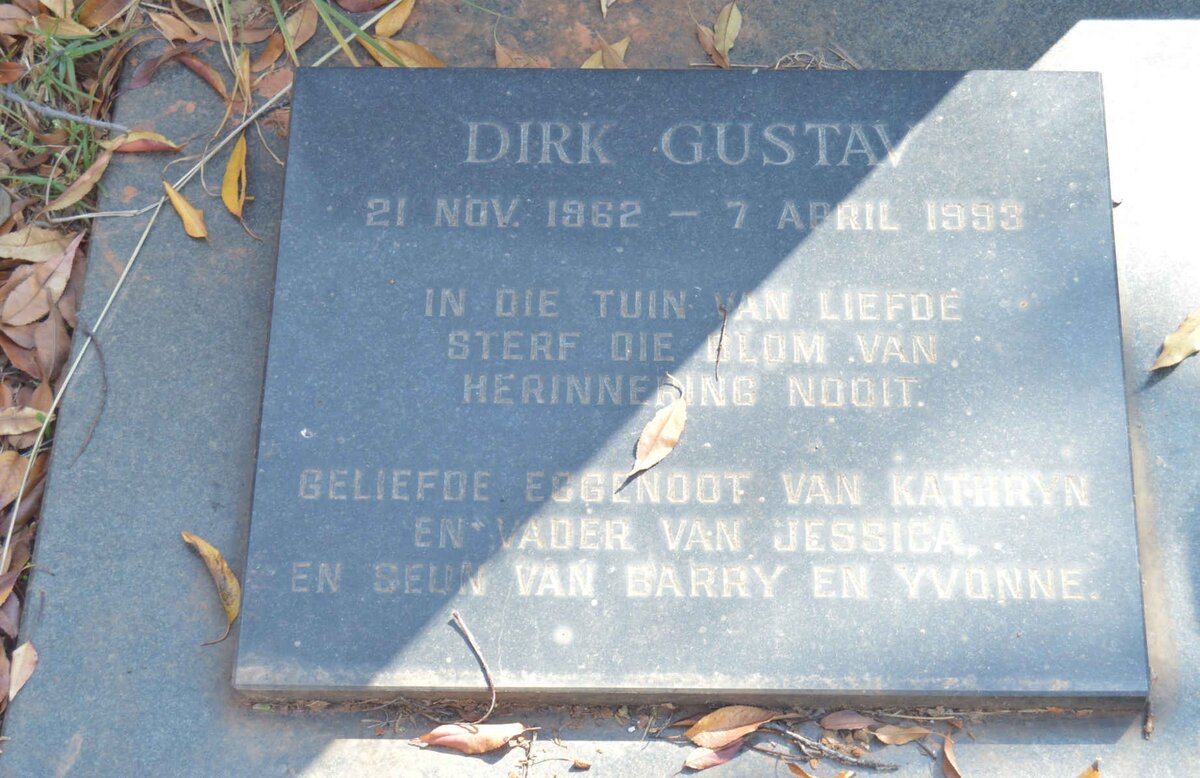 DIRK GUSTAV
21 NOV. 1962 – 7 APRIL 1993
IN DIE TUIN VAN LIEFDE
STERF DIE BLOM VAN
HERINNERING NOOIT.
GELIEFDE EGGENOOT VAN KATHRYN
EN VADER VAN JESSICA,
EN SEUN VAN BARRY EN YVONNE.